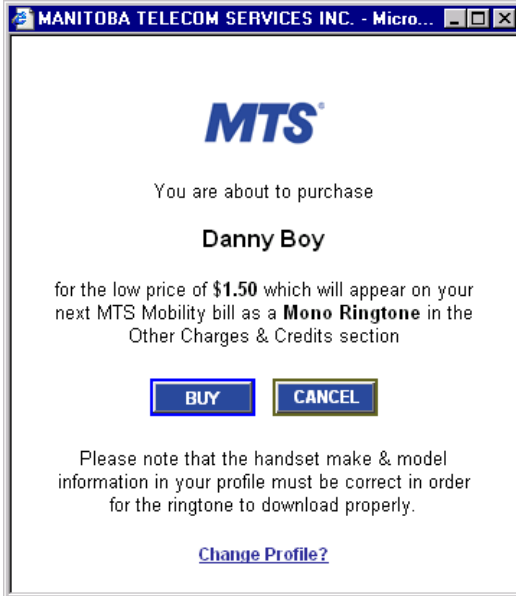 MANITOBA TELECOM SERVICES INC. - Micro...
MTS
You are about to purchase
Danny Boy
for the low price of $1.50 which will appear on your
next MTS Mobility bill as a Mono Ringtone in the
Other Charges & Credits section
BUY CANCEL
Please note that the handset make & model
information in your profile must be correct in order
for the ringtone to download properly.
Change Profile?